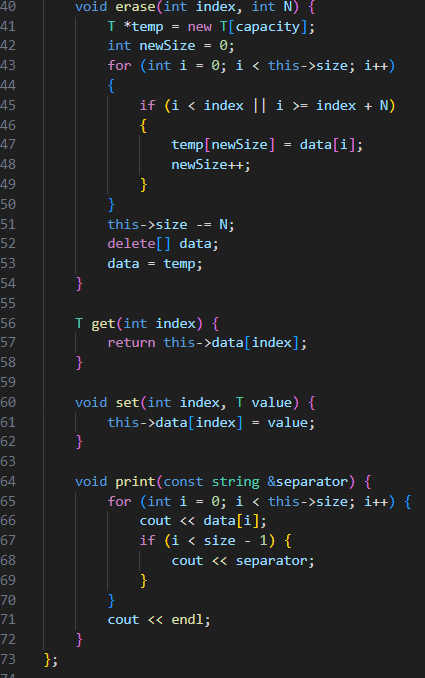 40 void erase(int index, int N) {
41 T *temp = new T[capacity];
42 int newSize = 0;
43 for (int i = 0; i < this->size; i++)
44 {
45 if (i < index || i >= index + N)
46 {
47 temp[newSize] = data[i];
48 newSize++;
49 }
50 }
51 this->size -= N;
52 delete[] data;
53 data = temp;
54 }
55
56 T get(int index) {
57 return this->data[index];
58 }
59
60 void set(int index, T value) {
61 this->data[index] = value;
62 }
63
64 void print(const string &separator) {
65 for (int i = 0; i < this->size; i++) {
66 cout << data[i];
67 if (i < size - 1) {
68 cout << separator;
69 }
70 }
71 cout << endl;
72 }
73 };